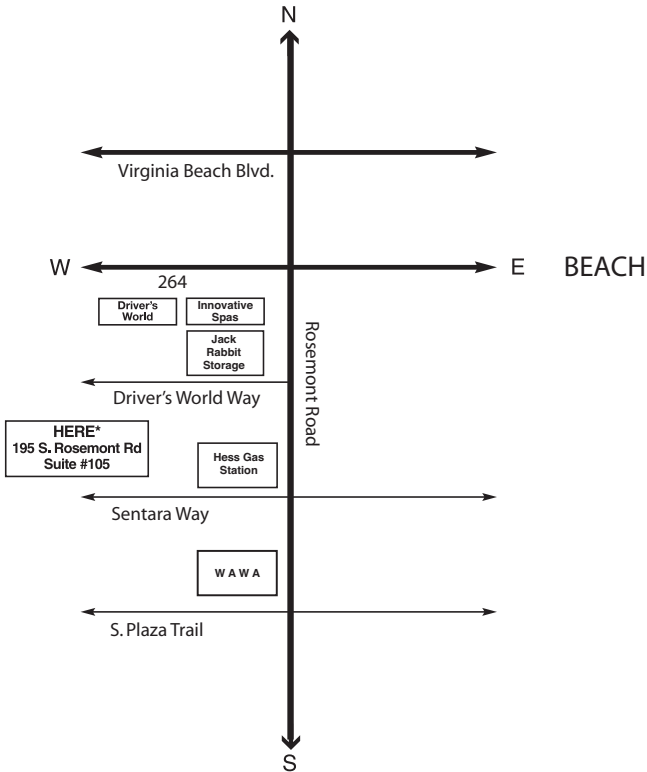 N
Virginia Beach Blvd.
W
E
BEACH
264
Driver's
World
Innovative
Spas
Jack
Rabbit
Storage
Rosemont Road
Driver's World Way
HERE*
195 S. Rosemont Rd
Suite #105
Hess Gas
Station
Sentara Way
W A W A
S. Plaza Trail
S